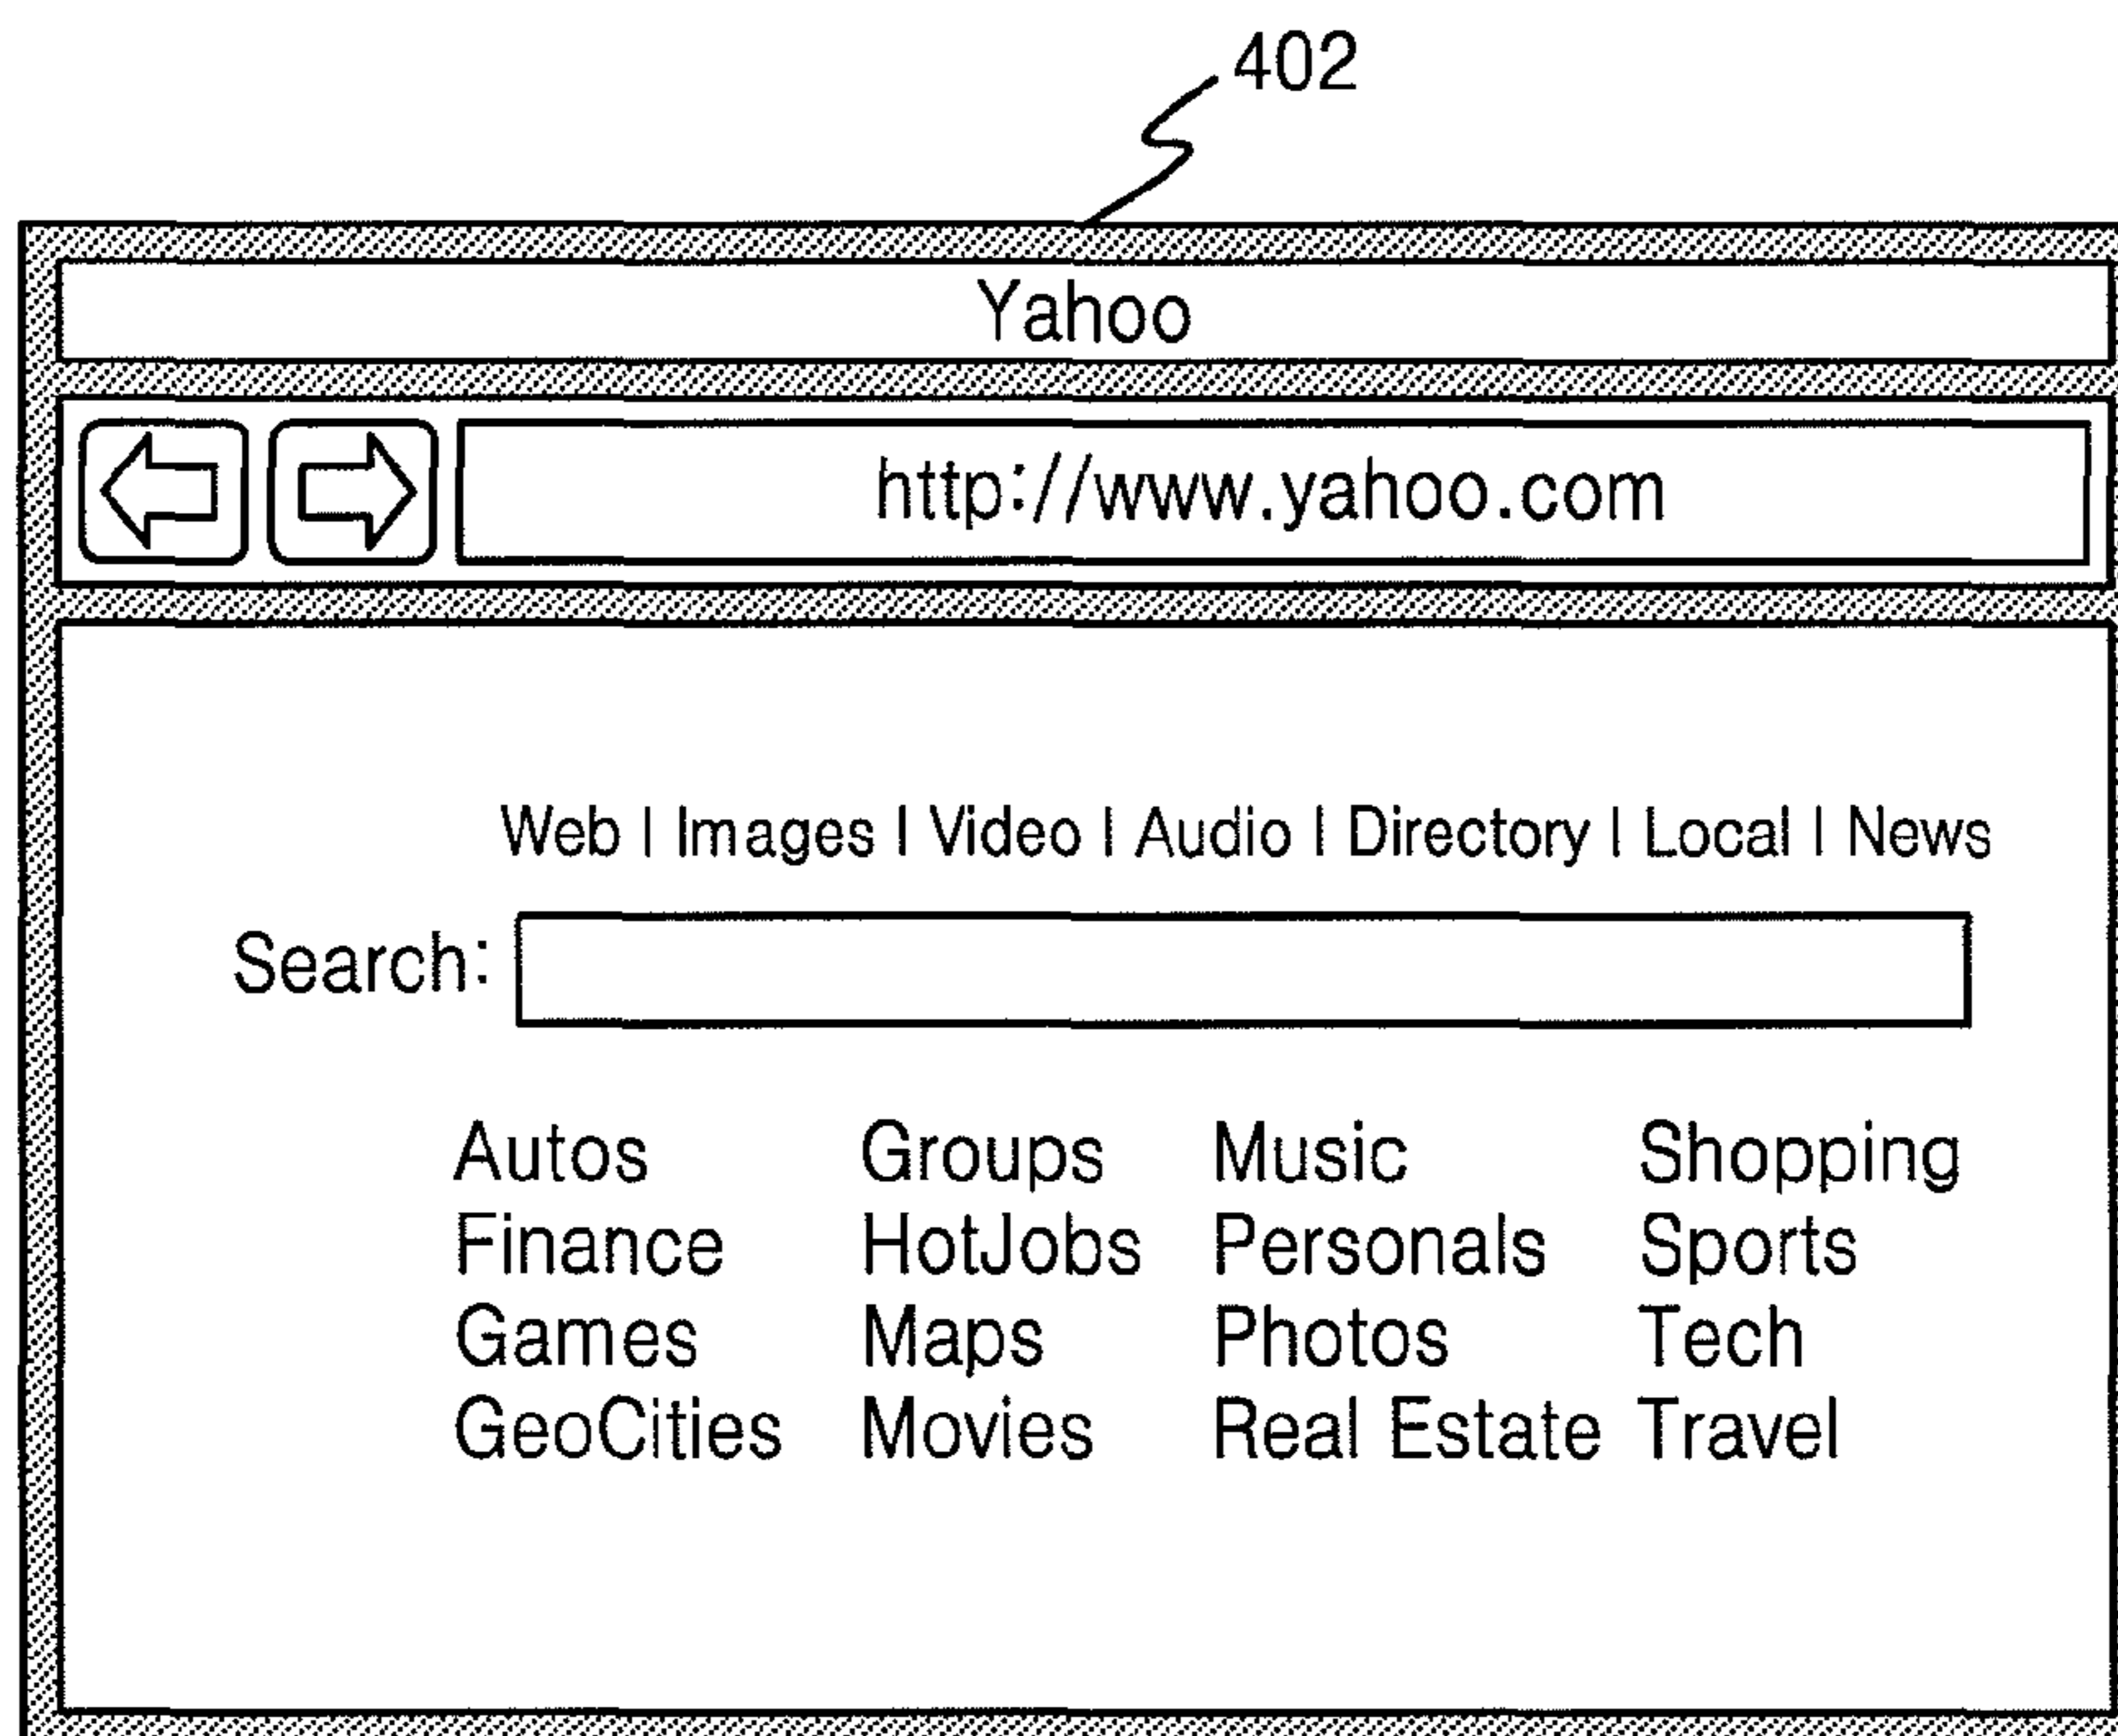 402
Yahoo
http://www.yahoo.com
Web | Images | Video | Audio | Directory | Local | News
Search:
Autos Groups Music Shopping
Finance HotJobs Personals Sports
Games Maps Photos Tech
GeoCities Movies Real Estate Travel